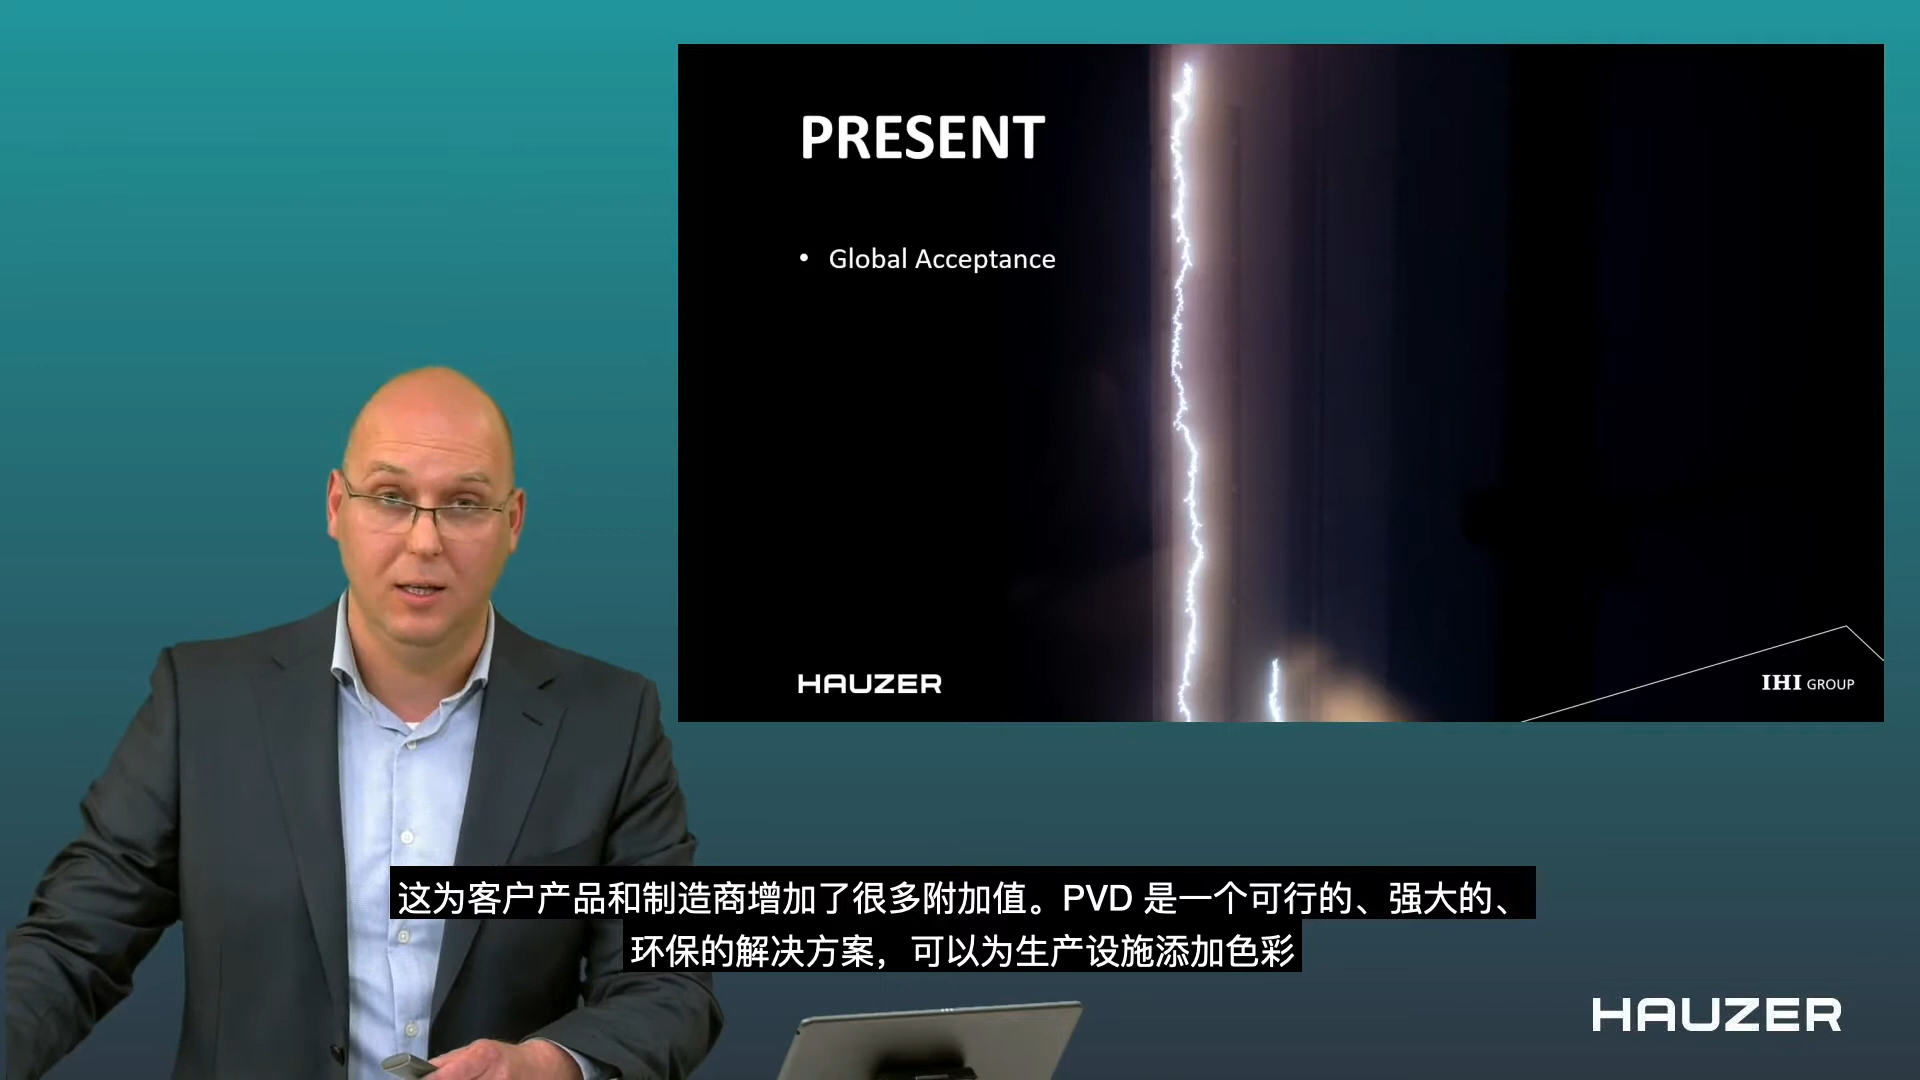 PRESENT
• Global Acceptance
HAUZER
IHI GROUP
这为客户产品和制造商增加了很多附加值。PVD 是一个可行的、强大的、
环保的解决方案，可以为生产设施添加色彩
HAUZER